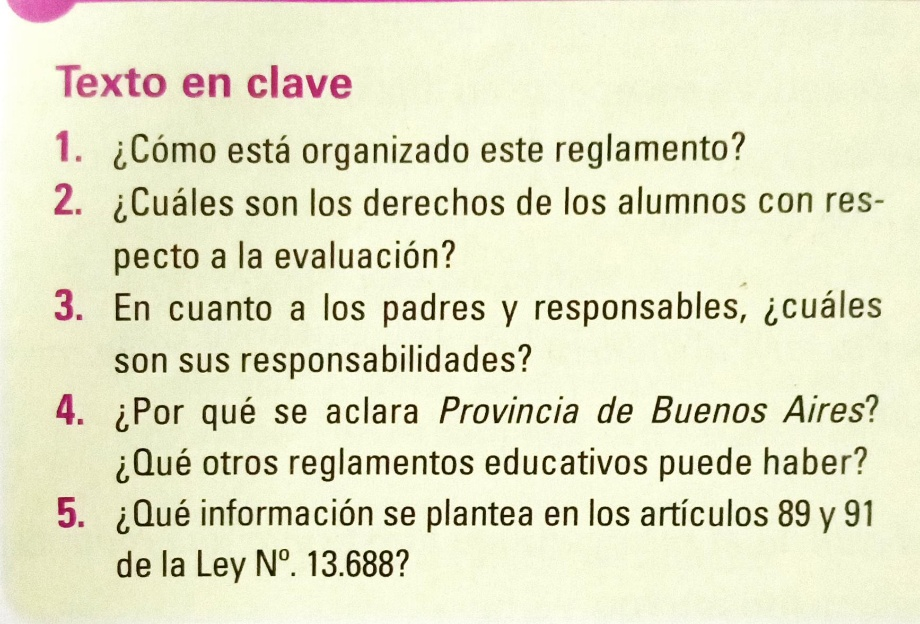 Texto en clave
1. ¿Cómo está organizado este reglamento?
2. ¿Cuáles son los derechos de los alumnos con res-
pecto a la evaluación?
3. En cuanto a los padres y responsables, ¿cuáles
son sus responsabilidades?
4. ¿Por qué se aclara Provincia de Buenos Aires?
¿Qué otros reglamentos educativos puede haber?
5. ¿Qué información se plantea en los artículos 89 y 91
de la Ley Nº. 13.688?